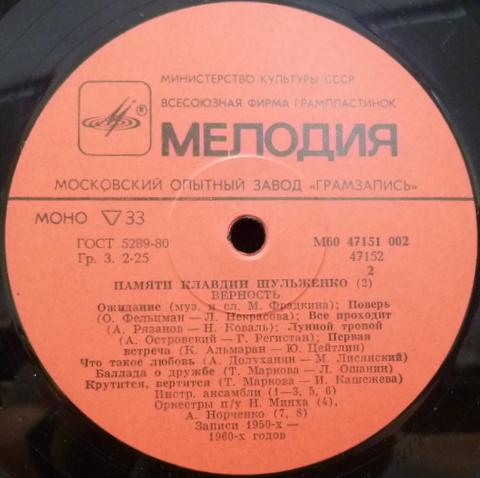 МИНИСТЕРСТВО КУЛЬТУРЫ СССР
ВСЕСОЮЗНАЯ ФИРМА ГРАМПЛАСТИНОК
МЕЛОДИЯ
МОСКОВСКИЙ ОПЫТНЫЙ ЗАВОД «ГРАМЗАПИСЬ»
МОНО 33
ГОСТ 5289-80
М60 47151 002
Гр. 3. 2-25
47152
2
ПАМЯТИ КЛАВДИИ ШУЛЬЖЕНКО (2)
ВЕРНОСТЬ
Ожидание (муз. и сл. М. Фрадкина); Поверь
(О. Фельцман — Л. Некрасова); Все проходит
(А. Рязанов — Н. Коваль); Лунной тропой
(А. Островский — Г. Регистан); Первая
встреча (К. Альмаран — Ю. Цейтлин)
Что такое любовь (А. Долуханян — М. Лисянский)
Баллада о дружбе (Т. Маркова — Л. Ошанин)
Крутится, вертится (Т. Маркова — И. Кашежева)
Инстр. ансамбли (1—3, 5, 6)
Оркестры п/у Н. Минха (4),
А. Норченко (7, 8)
Записи 1950-х —
1960-х годов